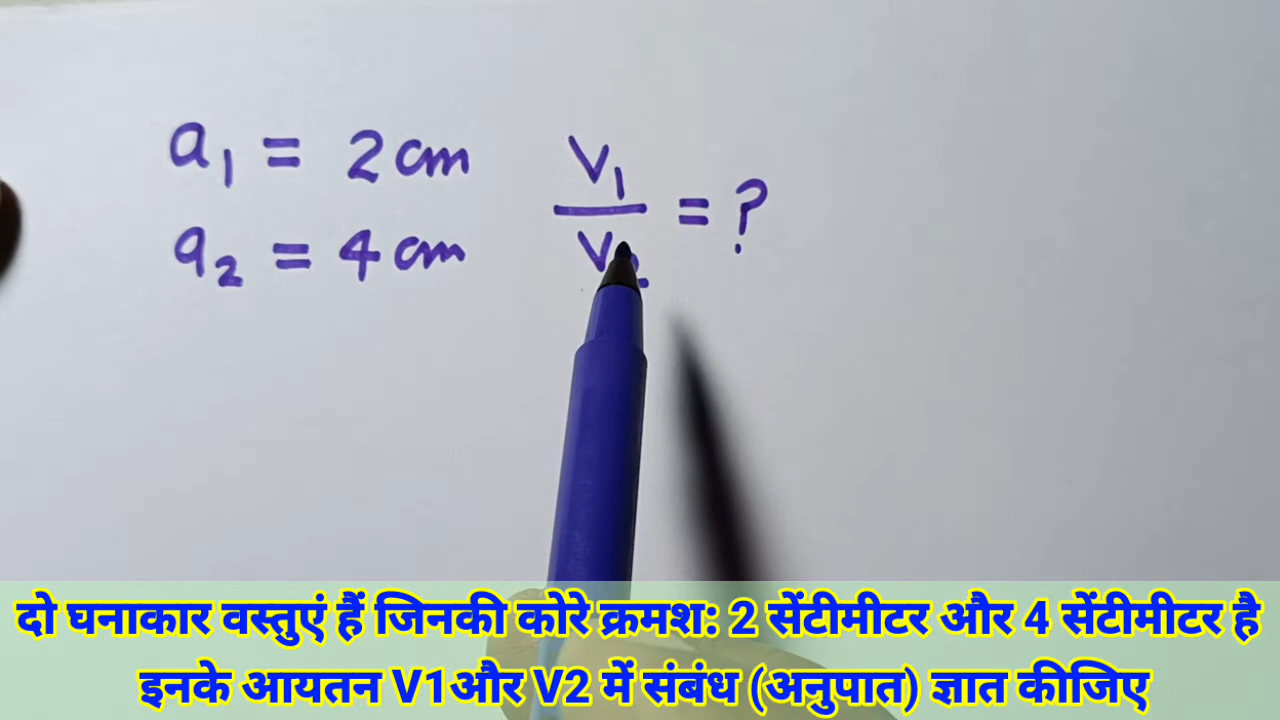 a₁ = 2 cm
a₂ = 4 cm
V₁/V₂ = ?
दो घनाकार वस्तुएं हैं जिनकी कोरे क्रमश: 2 सेंटीमीटर और 4 सेंटीमीटर है
इनके आयतन V1और V2 में संबंध (अनुपात) ज्ञात कीजिए